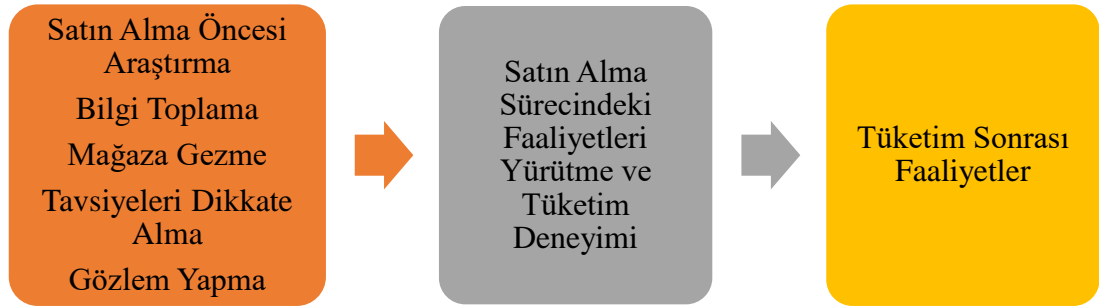 Satın Alma Öncesi
Araştırma
Bilgi Toplama
Mağaza Gezme
Tavsiyeleri Dikkate
Alma
Gözlem Yapma
Satın Alma
Sürecindeki
Faaliyetleri
Yürütme ve
Tüketim
Deneyimi
Tüketim Sonrası
Faaliyetler